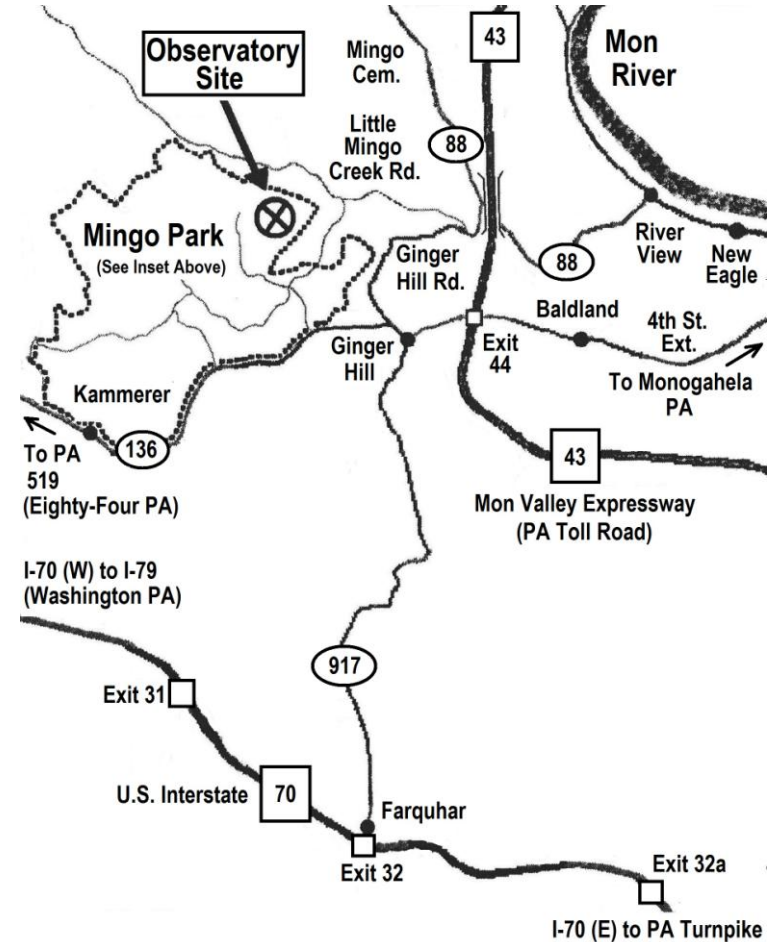 Observatory
Site
Mingo
Cem.
43
Mon
River
Little
Mingo
Creek Rd.
88
Mingo Park
(See Inset Above)
Ginger
Hill Rd.
88
River
View
New
Eagle
Ginger
Hill
Exit
44
Baldland
4th St.
Ext.
To Monogahela
PA
Kammerer
136
To PA
519
(Eighty-Four PA)
43
Mon Valley Expressway
(PA Toll Road)
I-70 (W) to I-79
(Washington PA)
917
Exit 31
U.S. Interstate
70
Farquhar
Exit 32
Exit 32a
I-70 (E) to PA Turnpike